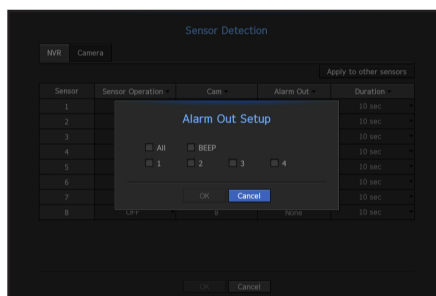 Sensor Detection
NVR Camera
Apply to other sensors
Sensor Sensor Operation Cam Alarm Out Duration
1 10 sec
2 10 sec
3 10 sec
4 10 sec
5 10 sec
6 10 sec
7 10 sec
8 OFF 8 None 10 sec
Alarm Out Setup
All BEEP
1 2 3 4
OK Cancel
OK Cancel